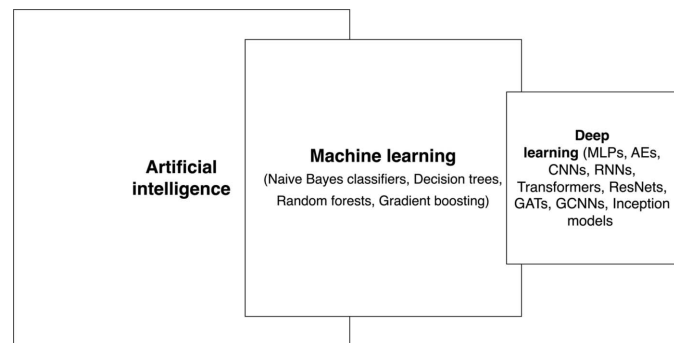 Artificial
intelligence
Machine learning
(Naive Bayes classifiers, Decision trees,
Random forests, Gradient boosting)
Deep
learning (MLPs, AEs,
CNNs, RNNs,
Transformers, ResNets,
GATs, GCNNs, Inception
models